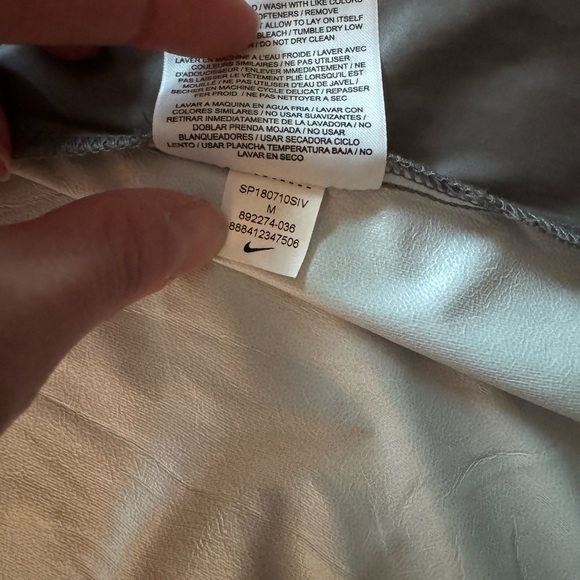 / WASH WITH LIKE COLORS
SOFTENERS / REMOVE
ALLOW TO LAY ON ITSELF
BLEACH / TUMBLE DRY LOW
/ DO NOT DRY CLEAN
LAVER EN MACHINE A L'EAU FROIDE / LAVER AVEC
COULEURS SIMILAIRES / NE PAS UTILISER
D'ADOUCISSEUR / ENLEVER IMMÉDIATEMENT / NE
PAS LAISSER LE VÊTEMENT PLIÉ LORSQU'IL EST
MOUILLÉ / NE PAS UTILISER D'EAU DE JAVEL /
SECHER EN MACHINE CYCLE DELICAT / REPASSER
FER FROID / NE PAS NETTOYER A SEC
LAVAR A MAQUINA EN AGUA FRIA / LAVAR CON
COLORES SIMILARES / NO USAR SUAVIZANTES /
RETIRAR INMEDIATAMENTE DE LA LAVADORA / NO
DOBLAR PRENDA MOJADA / NO USAR
BLANQUEADORES / USAR SECADORA CICLO
LENTO / USAR PLANCHA TEMPERATURA BAJA / NO
LAVAR EN SECO
SP180710S/V
M
892274-036
888412347506